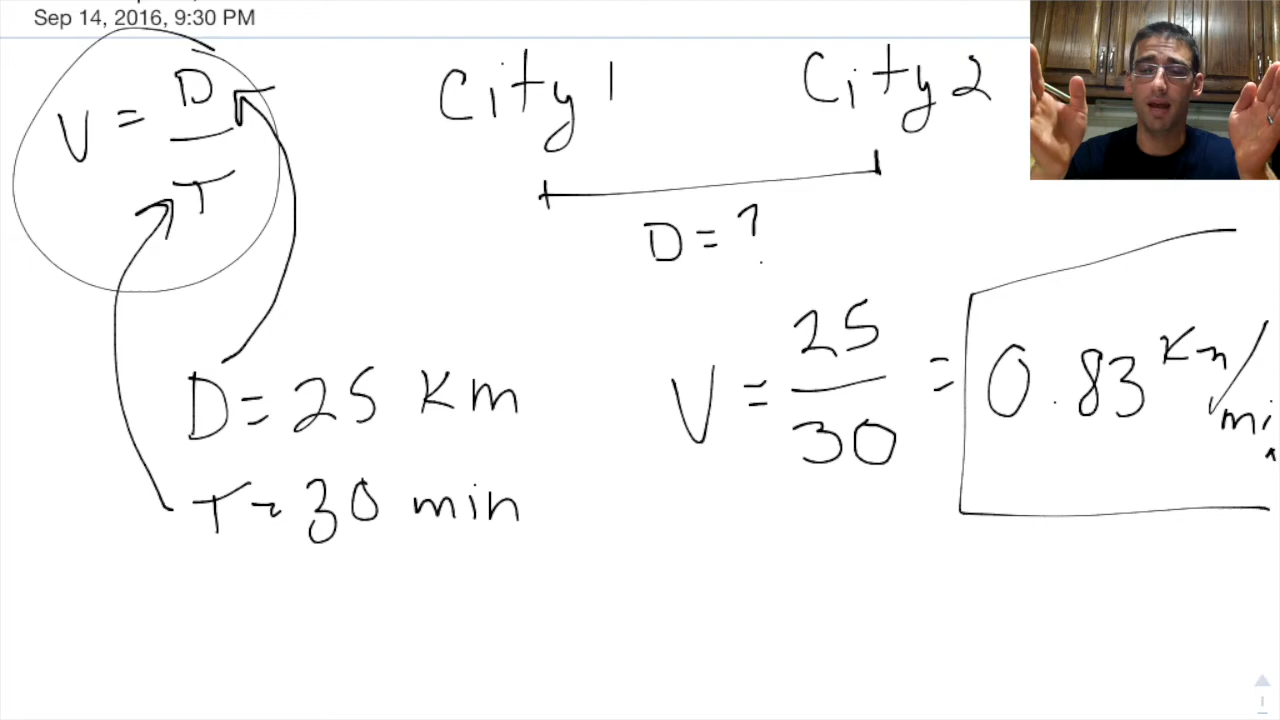 Sep 14, 2016, 9:30 PM
V = D/T
City 1
City 2
D = ?
D = 25 Km
T = 30 min
V = 25/30 = 0.83 Km/min